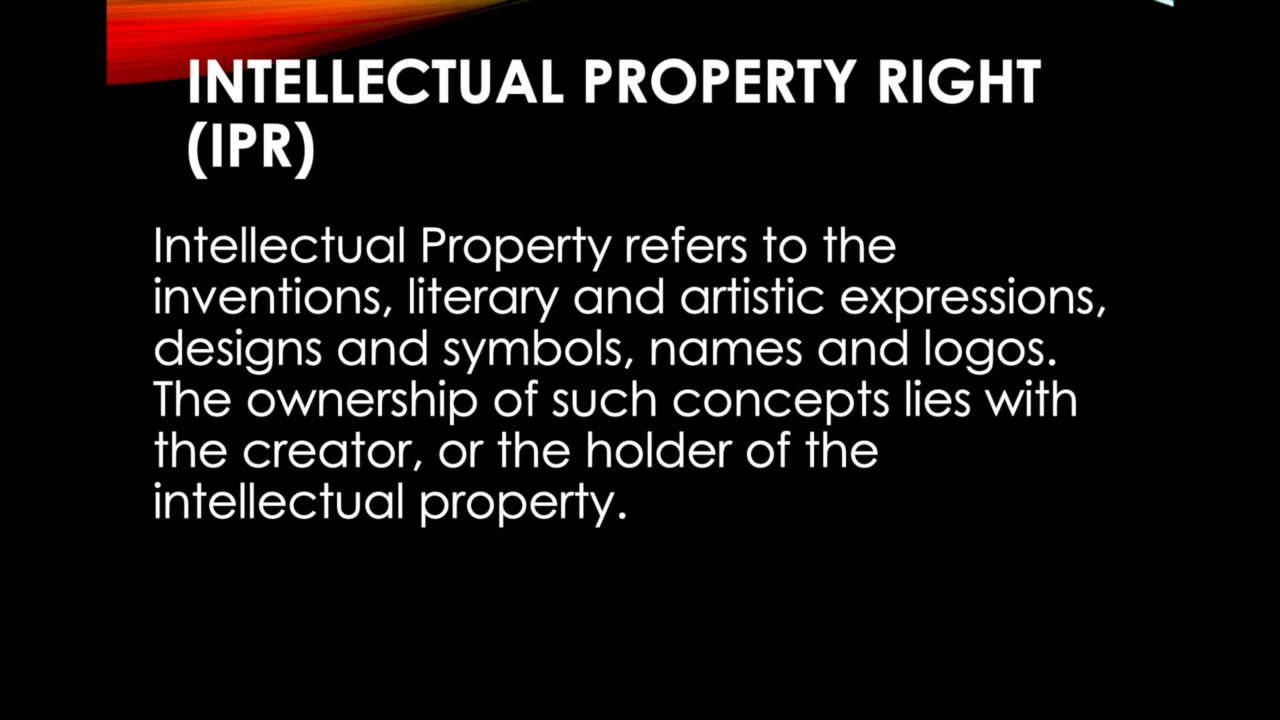 INTELLECTUAL PROPERTY RIGHT
(IPR)
Intellectual Property refers to the
inventions, literary and artistic expressions,
designs and symbols, names and logos.
The ownership of such concepts lies with
the creator, or the holder of the
intellectual property.